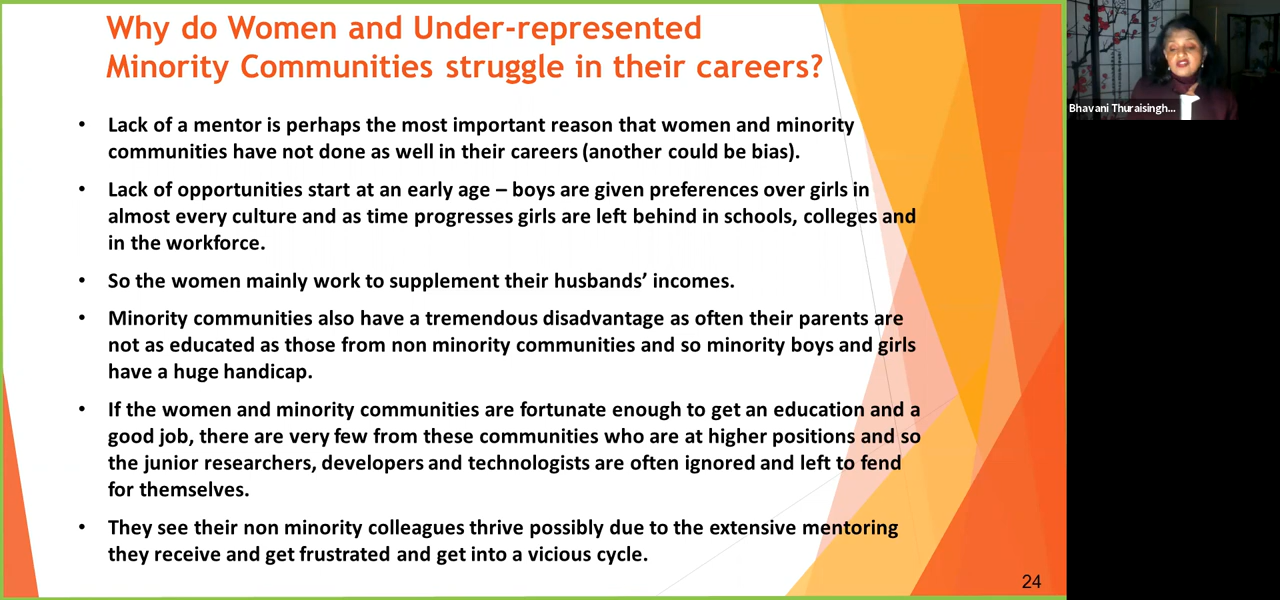 Why do Women and Under-represented
Minority Communities struggle in their careers?
• Lack of a mentor is perhaps the most important reason that women and minority
communities have not done as well in their careers (another could be bias).
• Lack of opportunities start at an early age – boys are given preferences over girls in
almost every culture and as time progresses girls are left behind in schools, colleges and
in the workforce.
• So the women mainly work to supplement their husbands’ incomes.
• Minority communities also have a tremendous disadvantage as often their parents are
not as educated as those from non minority communities and so minority boys and girls
have a huge handicap.
• If the women and minority communities are fortunate enough to get an education and a
good job, there are very few from these communities who are at higher positions and so
the junior researchers, developers and technologists are often ignored and left to fend
for themselves.
• They see their non minority colleagues thrive possibly due to the extensive mentoring
they receive and get frustrated and get into a vicious cycle.
24
Bhavani Thuraisingh...